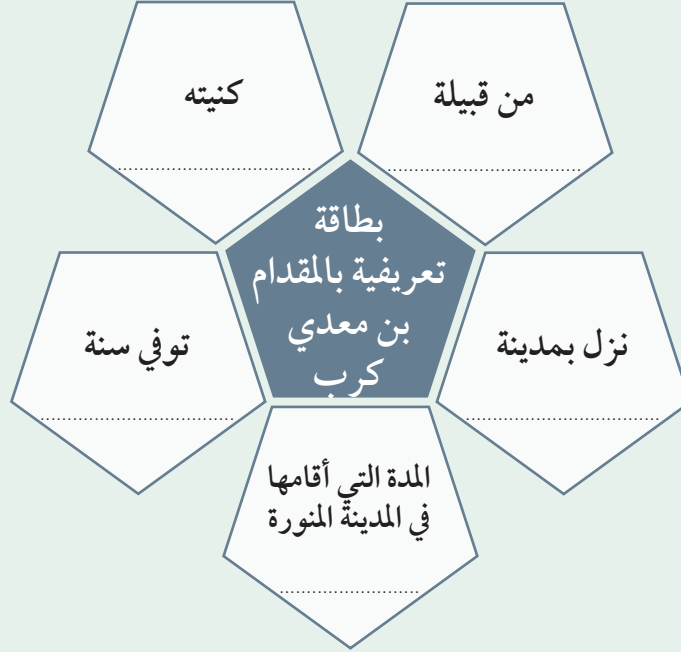 من قبيلة
......................................
كنيته
......................................
بطاقة
تعريفية بالمقدام
بن معدي
كرب
نزل بمدينة
......................................
توفي سنة
......................................
المدة التي أقامها
في المدينة المنورة
............................